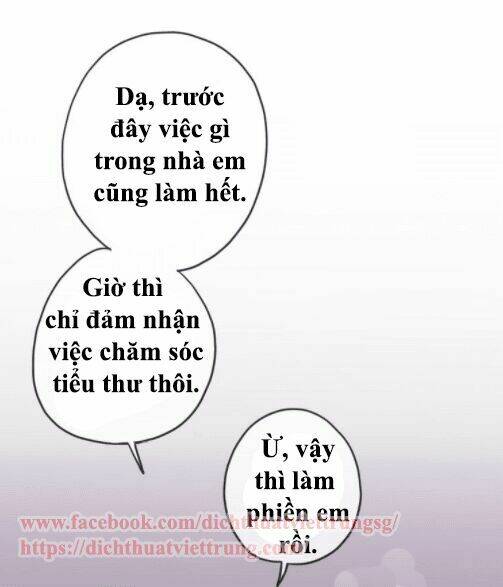 Dạ, trước
đây việc gì
trong nhà em
cũng làm hết.
Giờ thì
chỉ đảm nhận
việc chăm sóc
tiểu thư thôi.
Ừ, vậy
thì làm
phiền em
rồi.
www.facebook.com/dichthuatviettrungsg/
https://dichthuatviettrung.com/